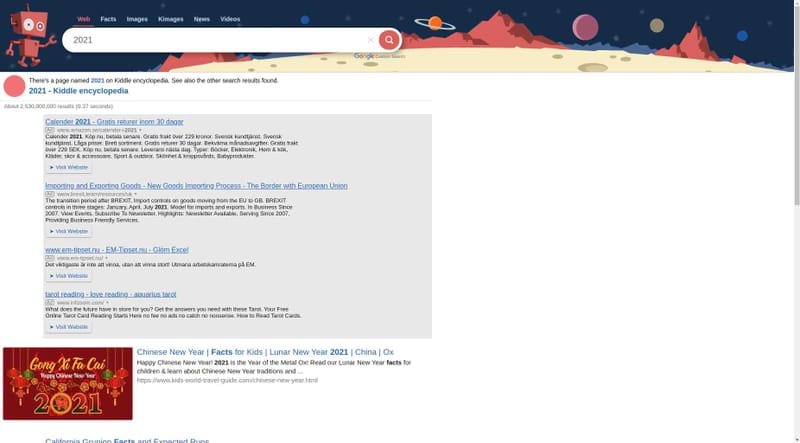 Web Facts Images Kimages News Videos
2021
Google Custom Search
There's a page named 2021 on Kiddle encyclopedia. See also the other search results found.
2021 - Kiddle encyclopedia
About 2,530,000,000 results (0.37 seconds)
Calender 2021 - Gratis returer inom 30 dagar
Ad www.amazon.se/calender+2021
Calender 2021. Köp nu, betala senare. Gratis frakt över 229 kronor. Svensk kundtjänst. Svensk
kundtjänst. Låga priser. Brett sortiment. Gratis returer 30 dagar. Bekväma månadsavgifter. Gratis frakt
över 229 SEK. Köp nu, betala senare. Leverans nästa dag. Typer: Böcker, Elektronik, Hem & kök,
Kläder, skor & accessoare, Sport & outdoor, Skönhet & kroppsvård, Babyprodukter.
➤ Visit Website
Importing and Exporting Goods - New Goods Importing Process - The Border with European Union
Ad www.brexit.team/resources/uk
The transition period after BREXIT, Import controls on goods moving from the EU to GB. BREXIT
controls in three stages: January, April, July 2021, Model for imports and exports. In Business Since
2007. View Events, Subscribe To Newsletter. Highlights: Newsletter Available, Serving Since 2007,
Providing Business Friendly Services.
➤ Visit Website
www.em-tipset.nu - EM-Tipset.nu - Glöm Excel
Ad www.em-tipset.nu/
Det viktigaste är inte att vinna, utan att vinna stort! Utmana arbetskamraterna på EM.
➤ Visit Website
tarot reading - love reading - aquarius tarot
Ad
What does the future have in store for you? Get the answers you need with these Tarot. Your Free
Online Tarot Card Reading Starts Here no fee no ads no catch no nonsense. How to Read Tarot Cards.
➤ Visit Website
Gong Xi Fa Cai
Happy Chinese New Year
2021
Chinese New Year | Facts for Kids | Lunar New Year 2021 | China | Ox
Happy Chinese New Year! 2021 is the Year of the Metal Ox! Read our Lunar New Year facts for
children & learn about Chinese New Year traditions and ...
https://www.kids-world-travel-guide.com/chinese-new-year.html
California Grunion Facts and Expected Runs